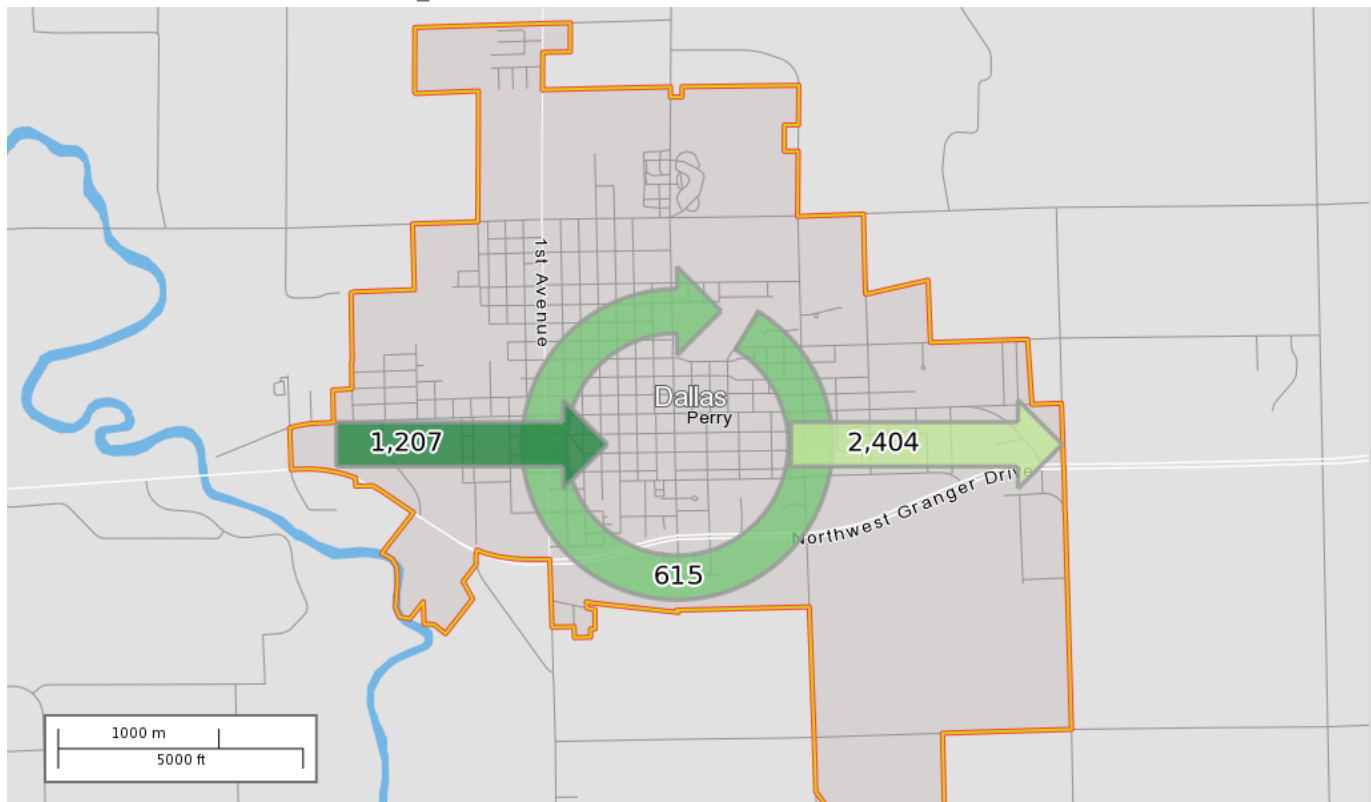 1st Avenue
Dallas
Perry
1,207
2,404
Northwest Granger Drive
615
1000 m
5000 ft